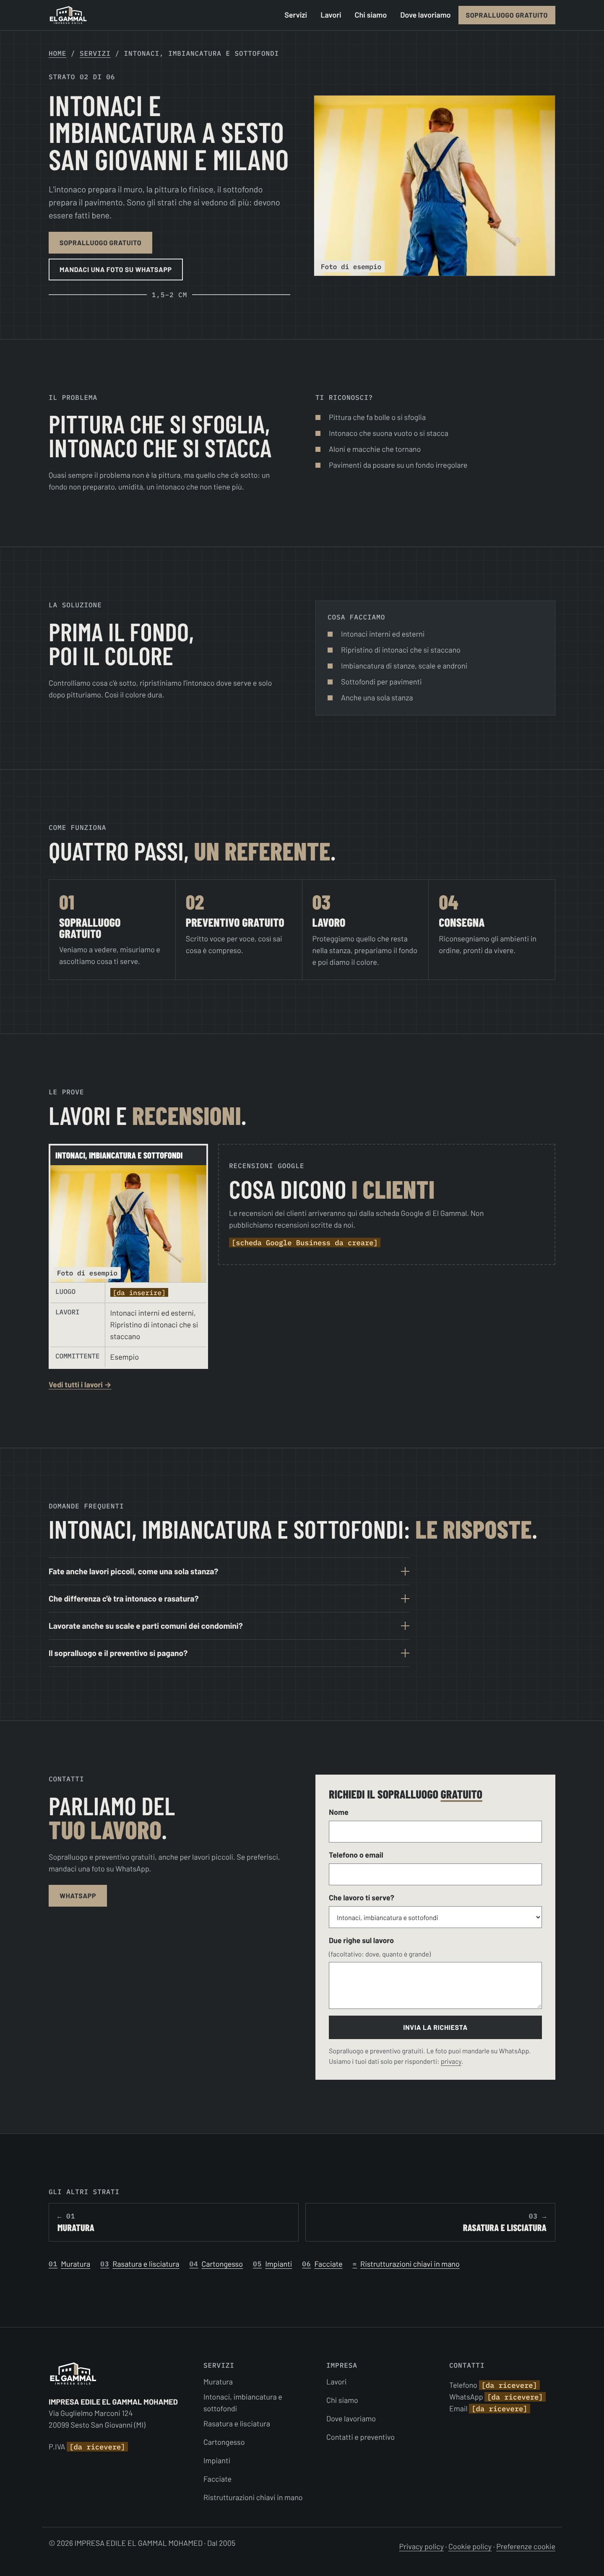 EL GAMMAL
IMPRESA EDILE
Servizi
Lavori
Chi siamo
Dove lavoriamo
SOPRALLUOGO GRATUITO
HOME / SERVIZI / INTONACI, IMBIANCATURA E SOTTOFONDI
STRATO 02 DI 06
INTONACI E
IMBIANCATURA A SESTO
SAN GIOVANNI E MILANO
L'intonaco prepara il muro, la pittura lo finisce, il sottofondo
prepara il pavimento. Sono gli strati che si vedono di più: devono
essere fatti bene.
SOPRALLUOGO GRATUITO
MANDACI UNA FOTO SU WHATSAPP
1,5–2 CM
Foto di esempio
IL PROBLEMA
PITTURA CHE SI SFOGLIA,
INTONACO CHE SI STACCA
Quasi sempre il problema non è la pittura, ma quello che c'è sotto: un
fondo non preparato, umidità, un intonaco che non tiene più.
TI RICONOSCI?
Pittura che fa bolle o si sfoglia
Intonaco che suona vuoto o si stacca
Aloni e macchie che tornano
Pavimenti da posare su un fondo irregolare
LA SOLUZIONE
PRIMA IL FONDO,
POI IL COLORE
Controlliamo cosa c'è sotto, ripristiniamo l'intonaco dove serve e solo
dopo pitturiamo. Così il colore dura.
COSA FACCIAMO
Intonaci interni ed esterni
Ripristino di intonaci che si staccano
Imbiancatura di stanze, scale e androni
Sottofondi per pavimenti
Anche una sola stanza
COME FUNZIONA
QUATTRO PASSI, UN REFERENTE.
01
SOPRALLUOGO
GRATUITO
Veniamo a vedere, misuriamo e
ascoltiamo cosa ti serve.
02
PREVENTIVO GRATUITO
Scritto voce per voce, così sai
cosa è compreso.
03
LAVORO
Proteggiamo quello che resta
nella stanza, prepariamo il fondo
e poi diamo il colore.
04
CONSEGNA
Riconsegniamo gli ambienti in
ordine, pronti da vivere.
LE PROVE
LAVORI E RECENSIONI.
INTONACI, IMBIANCATURA E SOTTOFONDI
Foto di esempio
LUOGO
[da inserire]
LAVORI
Intonaci interni ed esterni,
Ripristino di intonaci che si
staccano
COMMITTENTE
Esempio
RECENSIONI GOOGLE
COSA DICONO I CLIENTI
Le recensioni dei clienti arriveranno qui dalla scheda Google di El Gammal. Non
pubblichiamo recensioni scritte da noi.
[scheda Google Business da creare]
Vedi tutti i lavori →
DOMANDE FREQUENTI
INTONACI, IMBIANCATURA E SOTTOFONDI: LE RISPOSTE.
Fate anche lavori piccoli, come una sola stanza?
Che differenza c'è tra intonaco e rasatura?
Lavorate anche su scale e parti comuni dei condomini?
Il sopralluogo e il preventivo si pagano?
CONTATTI
PARLIAMO DEL
TUO LAVORO.
Sopralluogo e preventivo gratuiti, anche per lavori piccoli. Se preferisci,
mandaci una foto su WhatsApp.
WHATSAPP
RICHIEDI IL SOPRALLUOGO GRATUITO
Nome
Telefono o email
Che lavoro ti serve?
Intonaci, imbiancatura e sottofondi
Due righe sul lavoro
(facoltativo: dove, quanto è grande)
INVIA LA RICHIESTA
Sopralluogo e preventivo gratuiti. Le foto puoi mandarle su WhatsApp.
Usiamo i tuoi dati solo per risponderti: privacy.
GLI ALTRI STRATI
← 01
MURATURA
03 →
RASATURA E LISCIATURA
01 Muratura
03 Rasatura e lisciatura
04 Cartongesso
05 Impianti
06 Facciate
= Ristrutturazioni chiavi in mano
EL GAMMAL
IMPRESA EDILE
IMPRESA EDILE EL GAMMAL MOHAMED
Via Guglielmo Marconi 124
20099 Sesto San Giovanni (MI)
P.IVA [da ricevere]
SERVIZI
Muratura
Intonaci, imbiancatura e
sottofondi
Rasatura e lisciatura
Cartongesso
Impianti
Facciate
Ristrutturazioni chiavi in mano
IMPRESA
Lavori
Chi siamo
Dove lavoriamo
Contatti e preventivo
CONTATTI
Telefono [da ricevere]
WhatsApp [da ricevere]
Email [da ricevere]
© 2026 IMPRESA EDILE EL GAMMAL MOHAMED · Dal 2005
Privacy policy · Cookie policy · Preferenze cookie